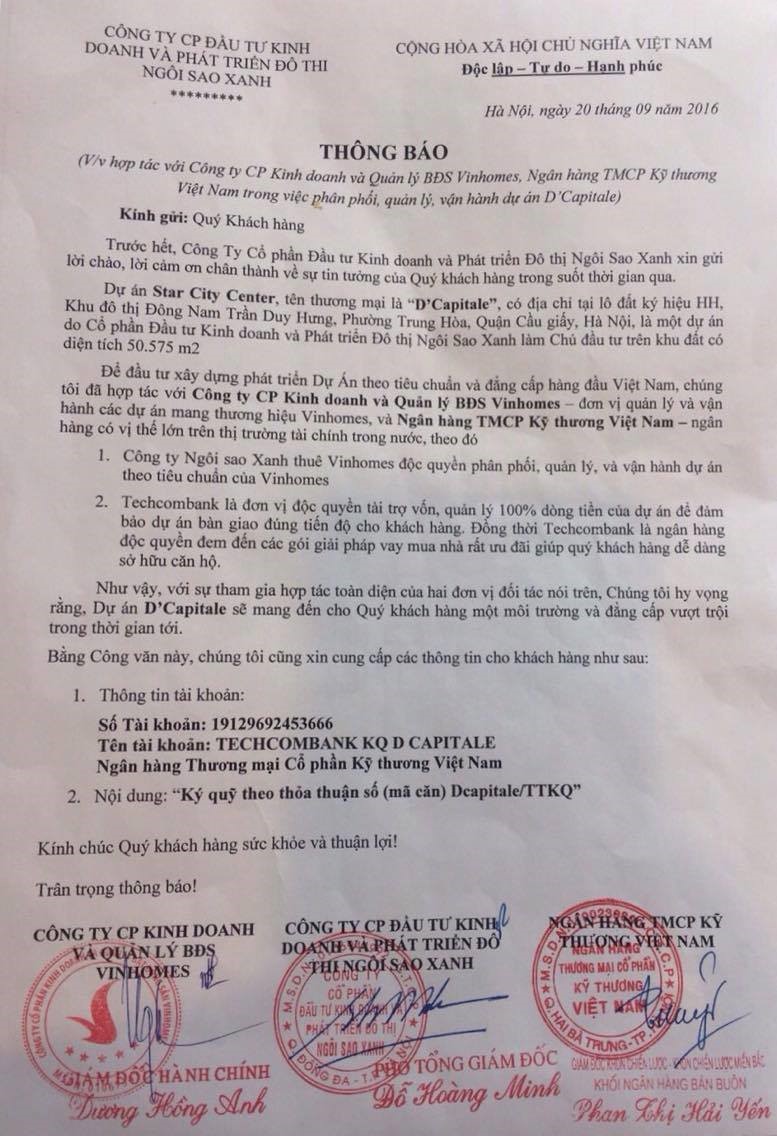 CÔNG TY CP ĐẦU TƯ KINH
DOANH VÀ PHÁT TRIỂN ĐÔ THỊ
NGÔI SAO XANH
*********
CỘNG HÒA XÃ HỘI CHỦ NGHĨA VIỆT NAM
Độc lập – Tự do – Hạnh phúc
Hà Nội, ngày 20 tháng 09 năm 2016
THÔNG BÁO
(V/v hợp tác với Công ty CP Kinh doanh và Quản lý BĐS Vinhomes, Ngân hàng TMCP Kỹ thương
Việt Nam trong việc phân phối, quản lý, vận hành dự án D’Capitale)
Kính gửi: Quý Khách hàng
Trước hết, Công Ty Cổ phần Đầu tư Kinh doanh và Phát triển Đô thị Ngôi Sao Xanh xin gửi
lời chào, lời cảm ơn chân thành về sự tin tưởng của Quý khách hàng trong suốt thời gian qua.
Dự án Star City Center, tên thương mại là “D’Capitale”, có địa chỉ tại lô đất ký hiệu HH,
Khu đô thị Đông Nam Trần Duy Hưng, Phường Trung Hòa, Quận Cầu giấy, Hà Nội, là một dự án
do Cổ phần Đầu tư Kinh doanh và Phát triển Đô thị Ngôi Sao Xanh làm Chủ đầu tư trên khu đất có
diện tích 50.575 m2
Để đầu tư xây dựng phát triển Dự Án theo tiêu chuẩn và đẳng cấp hàng đầu Việt Nam, chúng
tôi đã hợp tác với Công ty CP Kinh doanh và Quản lý BĐS Vinhomes – đơn vị quản lý và vận
hành các dự án mang thương hiệu Vinhomes, và Ngân hàng TMCP Kỹ thương Việt Nam – ngân
hàng có vị thế lớn trên thị trường tài chính trong nước, theo đó
1. Công ty Ngôi sao Xanh thuê Vinhomes độc quyền phân phối, quản lý, và vận hành dự án
theo tiêu chuẩn của Vinhomes
2. Techcombank là đơn vị độc quyền tài trợ vốn, quản lý 100% dòng tiền của dự án để đảm
bảo dự án bàn giao đúng tiến độ cho khách hàng. Đồng thời Techcombank là ngân hàng
độc quyền đem đến các gói giải pháp vay mua nhà rất ưu đãi giúp quý khách hàng dễ dàng
sở hữu căn hộ.
Như vậy, với sự tham gia hợp tác toàn diện của hai đơn vị đối tác nói trên, Chúng tôi hy vọng
rằng, Dự án D’Capitale sẽ mang đến cho Quý khách hàng một môi trường và đẳng cấp vượt trội
trong thời gian tới.
Bằng Công văn này, chúng tôi cũng xin cung cấp các thông tin cho khách hàng như sau:
1. Thông tin tài khoản:
Số Tài khoản: 19129692453666
Tên tài khoản: TECHCOMBANK KQ D CAPITALE
Ngân hàng Thương mại Cổ phần Kỹ thương Việt Nam
2. Nội dung: “Ký quỹ theo thỏa thuận số (mã căn) Dcapitale/TTKQ”
Kính chúc Quý khách hàng sức khỏe và thuận lợi!
Trân trọng thông báo!
CÔNG TY CP KINH DOANH
VÀ QUẢN LÝ BĐS
VINHOMES
GIÁM ĐỐC HÀNH CHÍNH
Dương Hồng Anh
CÔNG TY CP ĐẦU TƯ KINH
DOANH VÀ PHÁT TRIỂN ĐÔ
THỊ NGÔI SAO XANH
CÔNG TY
CỔ PHẦN
ĐẦU TƯ KINH DOANH VÀ
PHÁT TRIỂN ĐÔ THỊ
NGÔI SAO XANH
PHÓ TỔNG GIÁM ĐỐC
Đỗ Hoàng Minh
NGÂN HÀNG TMCP KỸ
THƯƠNG VIỆT NAM
NGÂN HÀNG
THƯƠNG MẠI CỔ PHẦN
KỸ THƯƠNG
VIỆT NAM
Q. HAI BÀ TRƯNG - TP. HÀ NỘI
GIÁM ĐỐC KHỐI CHIẾN LƯỢC - KHỐI CHIẾN LƯỢC MIỀN BẮC
KHỐI NGÂN HÀNG BÁN BUÔN
Phan Thị Hải Yến